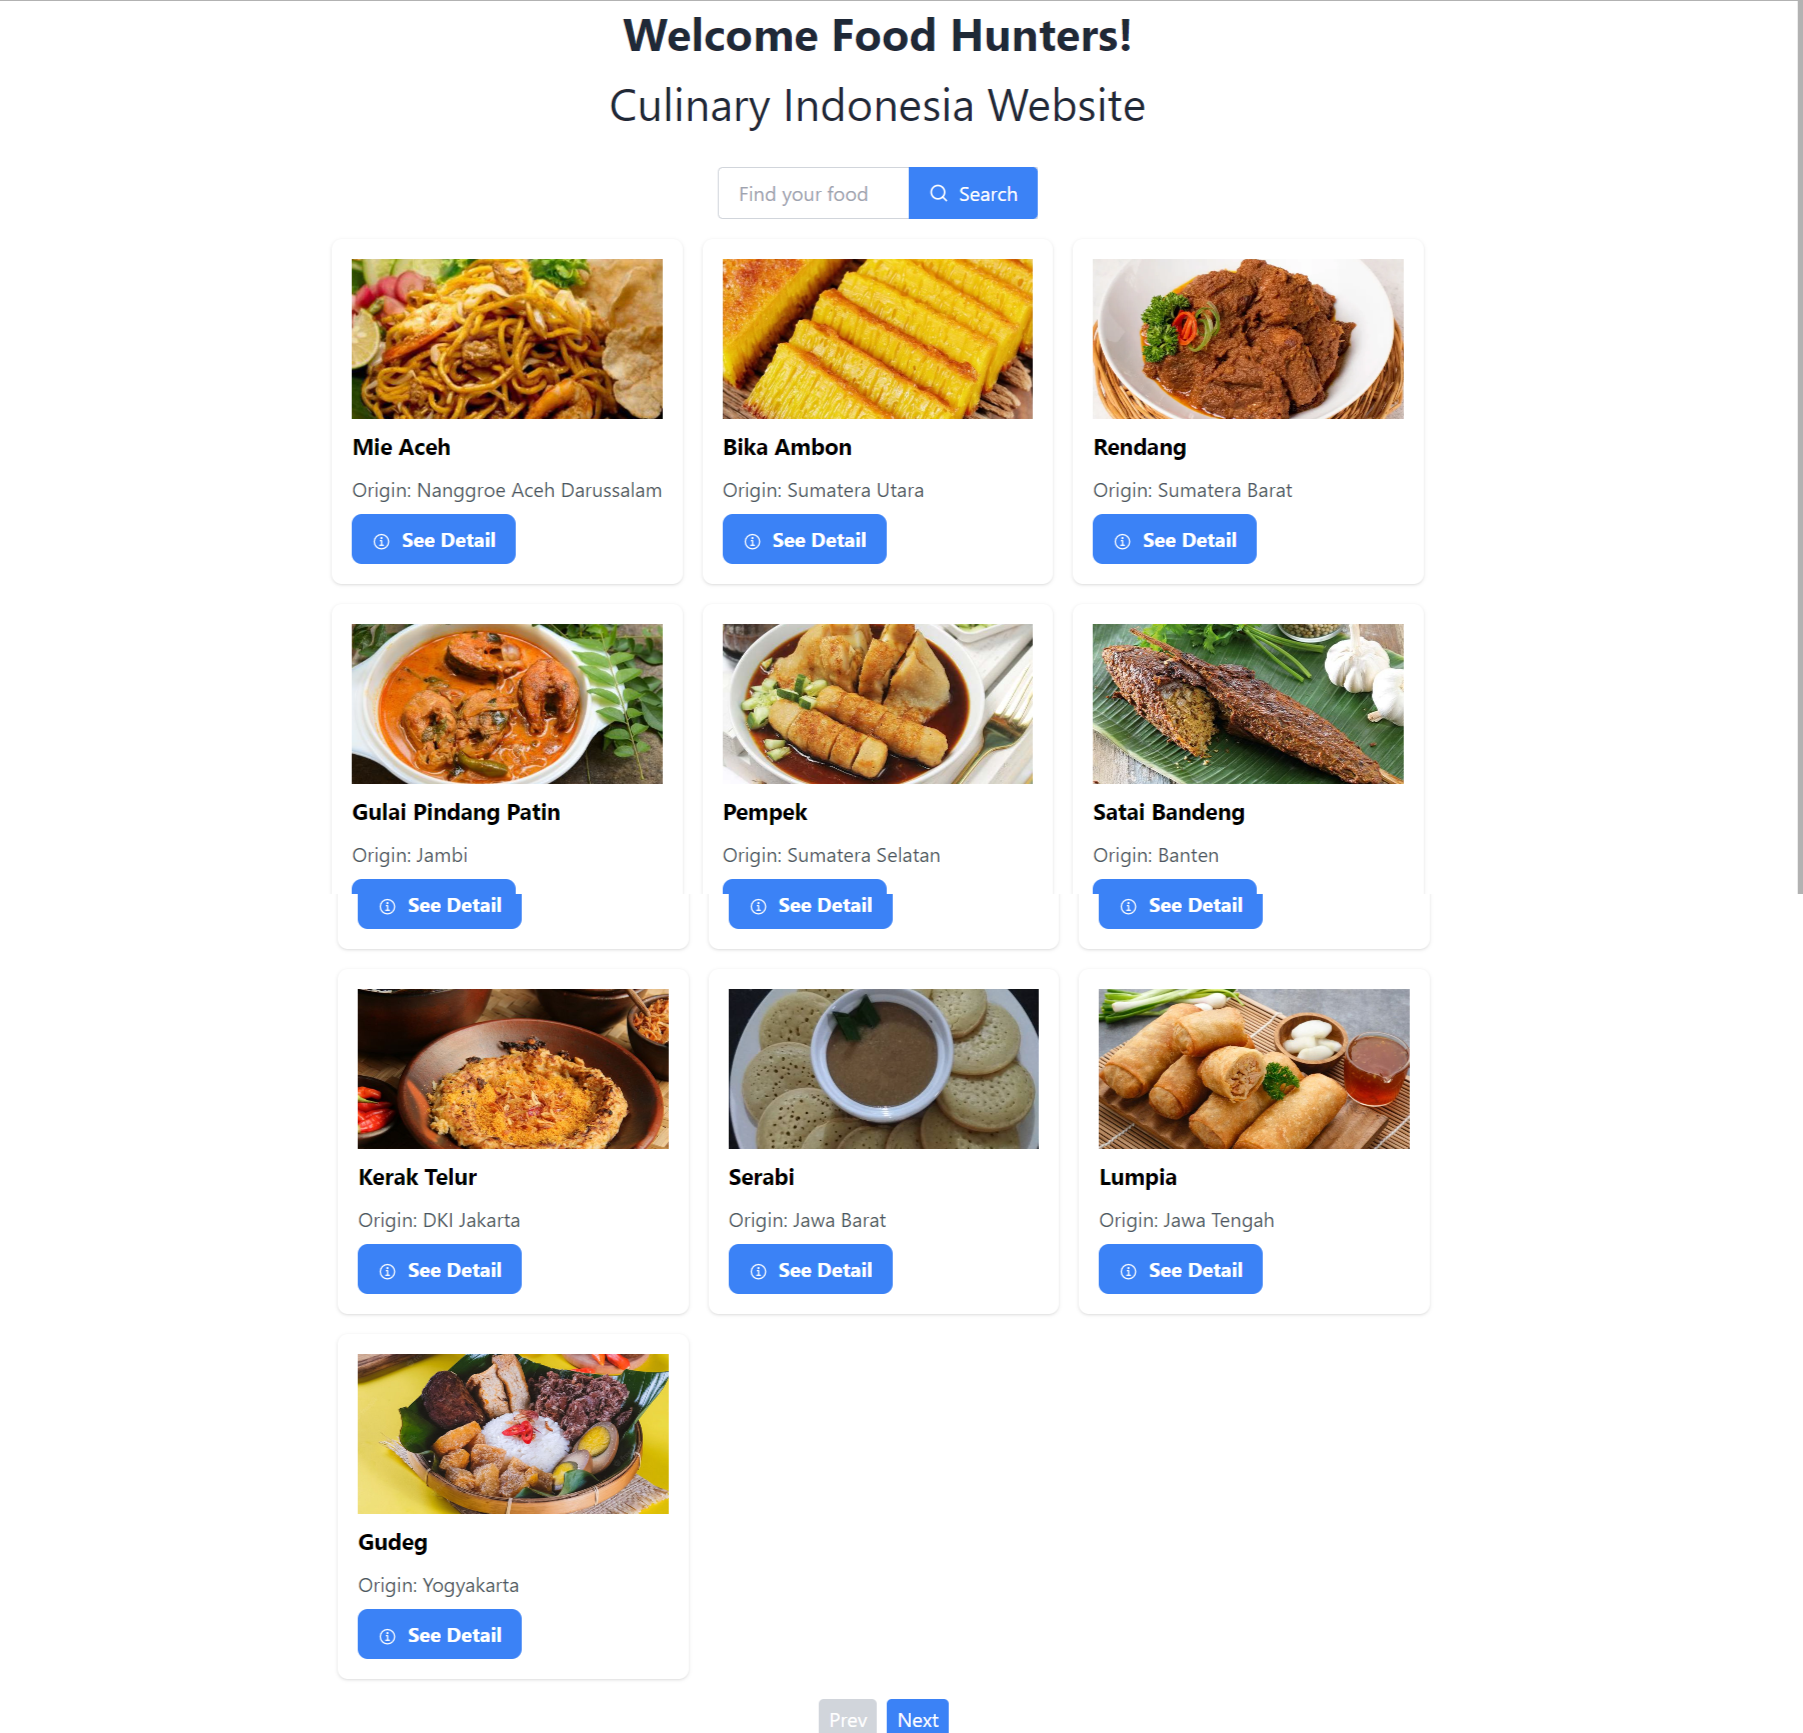 Welcome Food Hunters!
Culinary Indonesia Website
Find your food
Search
Mie Aceh
Origin: Nanggroe Aceh Darussalam
See Detail
Bika Ambon
Origin: Sumatera Utara
See Detail
Rendang
Origin: Sumatera Barat
See Detail
Gulai Pindang Patin
Origin: Jambi
See Detail
Pempek
Origin: Sumatera Selatan
See Detail
Satai Bandeng
Origin: Banten
See Detail
Kerak Telur
Origin: DKI Jakarta
See Detail
Serabi
Origin: Jawa Barat
See Detail
Lumpia
Origin: Jawa Tengah
See Detail
Gudeg
Origin: Yogyakarta
See Detail
Prev
Next